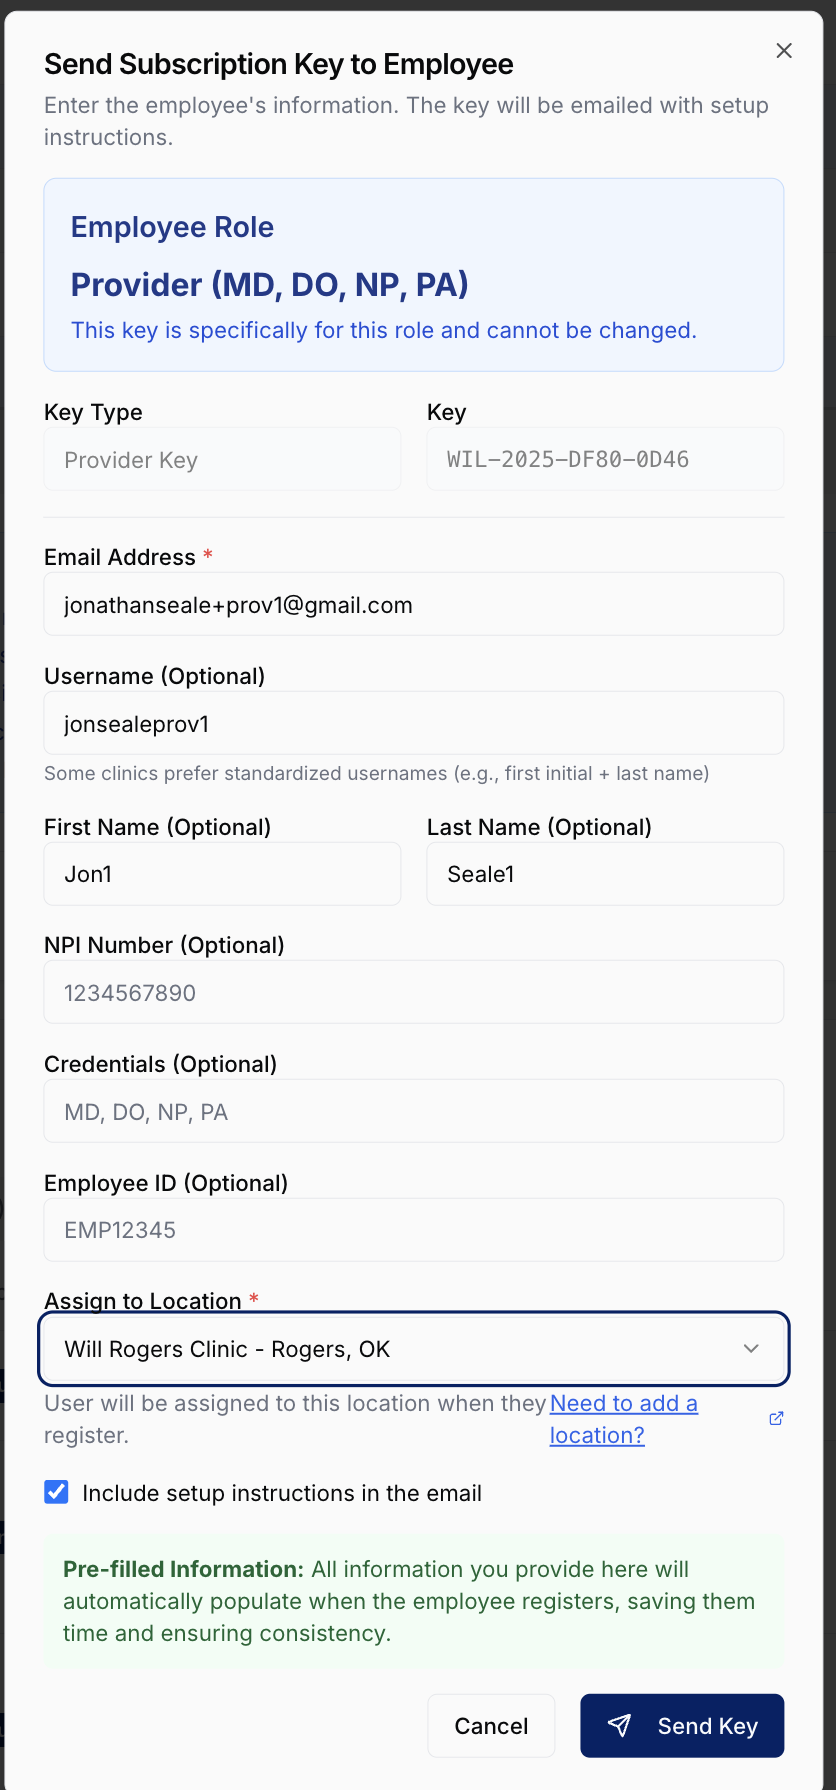 Send Subscription Key to Employee
Enter the employee's information. The key will be emailed with setup
instructions.
Employee Role
Provider (MD, DO, NP, PA)
This key is specifically for this role and cannot be changed.
Key Type
Key
Provider Key
WIL-2025-DF80-0D46
Email Address *
jonathanseale+prov1@gmail.com
Username (Optional)
jonsealeprov1
Some clinics prefer standardized usernames (e.g., first initial + last name)
First Name (Optional)
Last Name (Optional)
Jon1
Seale1
NPI Number (Optional)
1234567890
Credentials (Optional)
MD, DO, NP, PA
Employee ID (Optional)
EMP12345
Assign to Location *
Will Rogers Clinic - Rogers, OK
User will be assigned to this location when they
register.
Need to add a
location?
Include setup instructions in the email
Pre-filled Information: All information you provide here will
automatically populate when the employee registers, saving them
time and ensuring consistency.
Cancel
Send Key